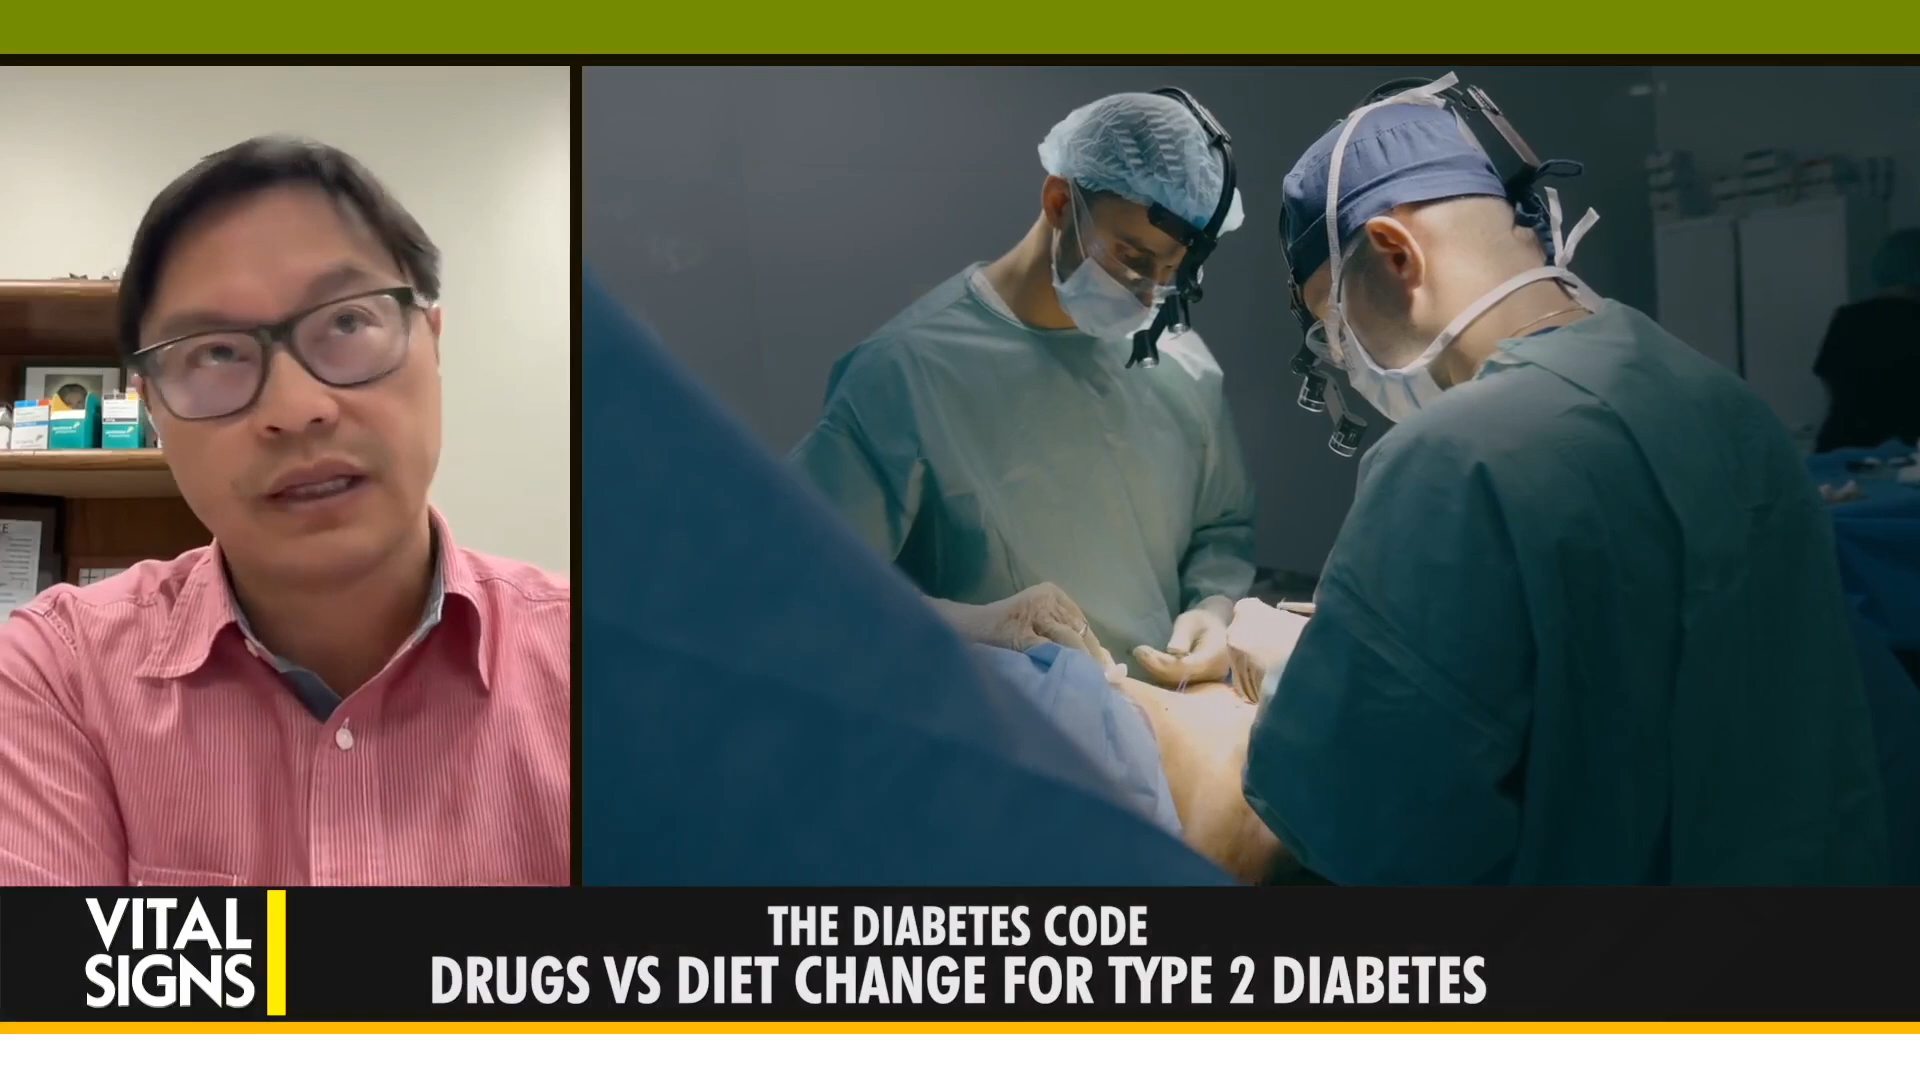 VITAL
SIGNS
THE DIABETES CODE
DRUGS VS DIET CHANGE FOR TYPE 2 DIABETES